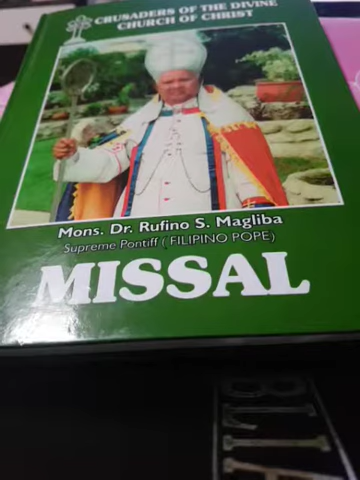 CRUSADERS OF THE DIVINE
CHURCH OF CHRIST
Mons. Dr. Rufino S. Magliba
Supreme Pontiff ( FILIPINO POPE)
MISSAL